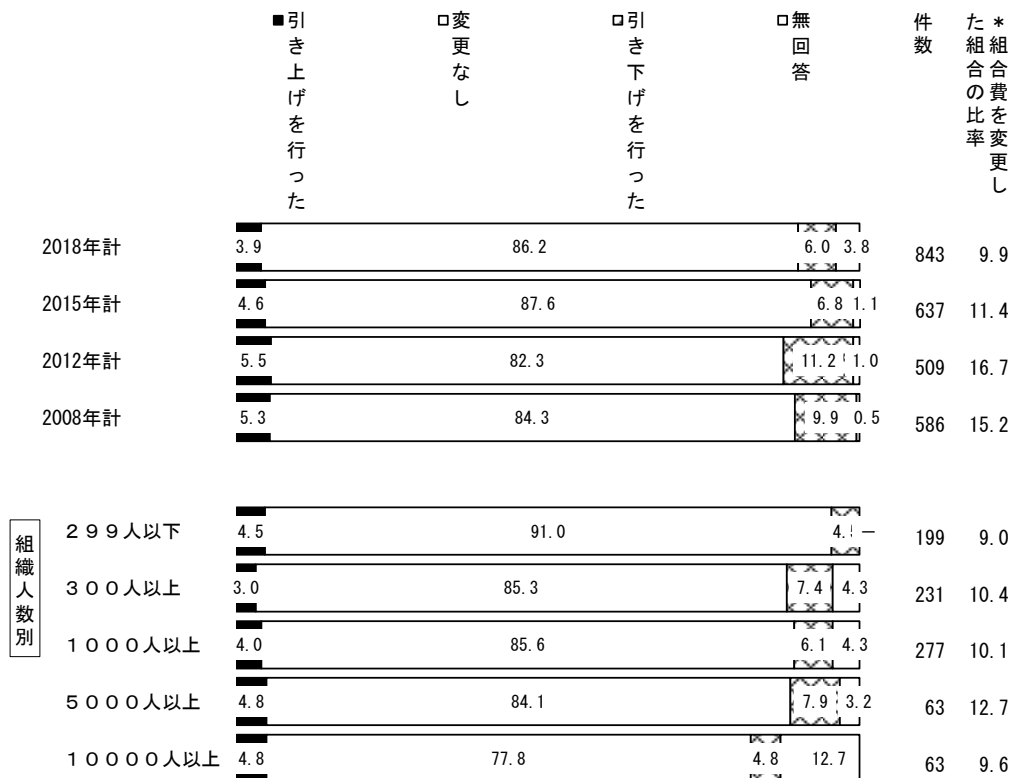 ■引き上げを行った
□変更なし
引き下げを行った
□無回答
件数
＊組合費を変更した組合の比率
2018年計 3.9 86.2 6.0 3.8 843 9.9
2015年計 4.6 87.6 6.8 1.1 637 11.4
2012年計 5.5 82.3 11.2 1.0 509 16.7
2008年計 5.3 84.3 9.9 0.5 586 15.2
組織人数別
２９９人以下 4.5 91.0 4. － 199 9.0
３００人以上 3.0 85.3 7.4 4.3 231 10.4
１０００人以上 4.0 85.6 6.1 4.3 277 10.1
５０００人以上 4.8 84.1 7.9 3.2 63 12.7
１００００人以上 4.8 77.8 4.8 12.7 63 9.6